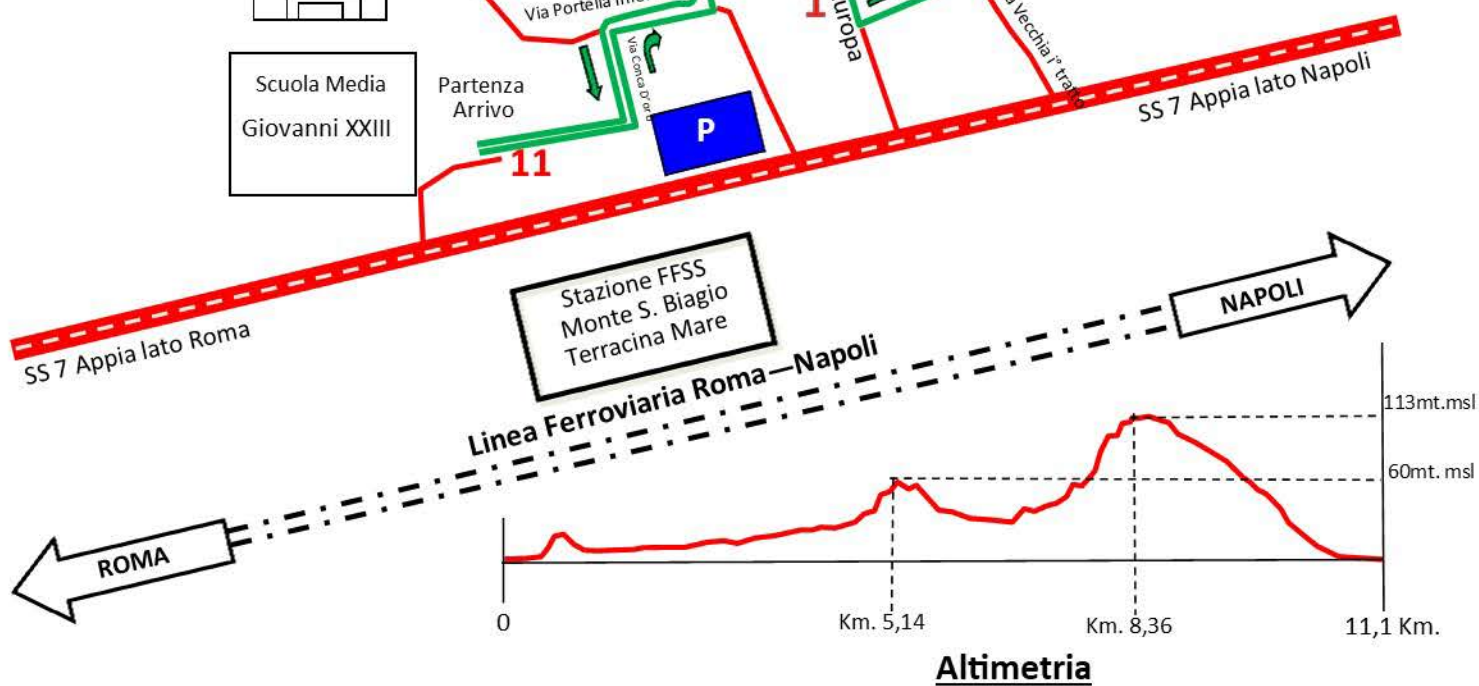 Via Portella
1
Europa
Vecchia i° tratto
Via Conca D'oro
Scuola Media
Giovanni XXIII
Partenza
Arrivo
P
11
SS 7 Appia lato Napoli
SS 7 Appia lato Roma
Stazione FFSS
Monte S. Biagio
Terracina Mare
NAPOLI
Linea Ferroviaria Roma—Napoli
ROMA
113mt.msl
60mt. msl
0
Km. 5,14
Km. 8,36
11,1 Km.
Altimetria